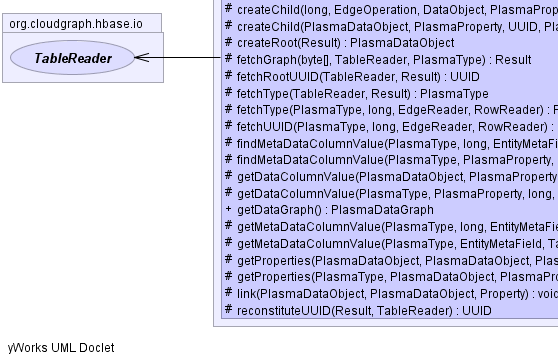 org.cloudgraph.hbase.io
TableReader
# createChild(long, EdgeOperation, DataObject, PlasmaProp
# createChild(PlasmaDataObject, PlasmaProperty, UUID, Pl
# createRoot(Result) : PlasmaDataObject
# fetchGraph(byte[], TableReader, PlasmaType) : Result
# fetchRootUUID(TableReader, Result) : UUID
# fetchType(TableReader, Result) : PlasmaType
# fetchType(PlasmaType, long, EdgeReader, RowReader) : F
# fetchUUID(PlasmaType, long, EdgeReader, RowReader) :
# findMetaDataColumnValue(PlasmaType, long, EntityMetaFi
# findMetaDataColumnValue(PlasmaType, PlasmaProperty,
# getDataColumnValue(PlasmaDataObject, PlasmaProperty
# getDataColumnValue(PlasmaType, PlasmaProperty, long,
+ getDataGraph() : PlasmaDataGraph
# getMetaDataColumnValue(PlasmaType, long, EntityMetaFie
# getMetaDataColumnValue(PlasmaType, EntityMetaField, Ta
# getProperties(PlasmaDataObject, PlasmaDataObject, Plas
# getProperties(PlasmaType, PlasmaDataObject, PlasmaPro
# link(PlasmaDataObject, PlasmaDataObject, Property) : void
# reconstituteUUID(Result, TableReader) : UUID
yWorks UML Doclet